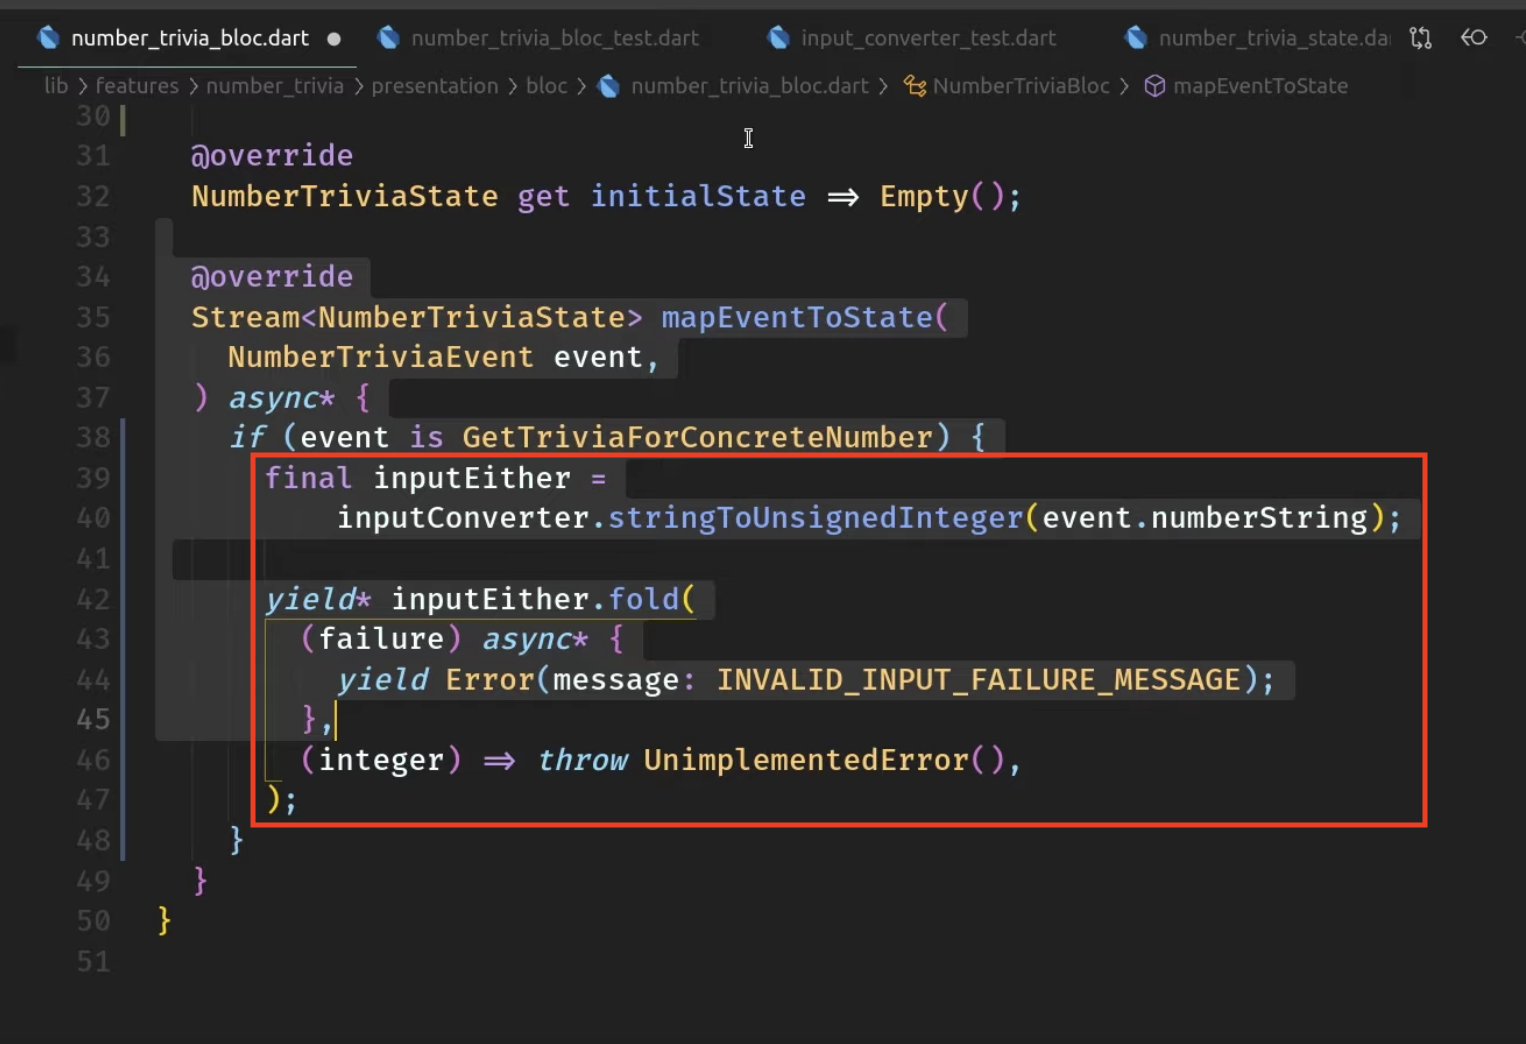 number_trivia_bloc.dart number_trivia_bloc_test.dart input_converter_test.dart number_trivia_state.da
lib > features > number_trivia > presentation > bloc > number_trivia_bloc.dart > NumberTriviaBloc > mapEventToState
30
31 @override
32 NumberTriviaState get initialState => Empty();
33
34 @override
35 Stream<NumberTriviaState> mapEventToState(
36 NumberTriviaEvent event,
37 ) async* {
38 if (event is GetTriviaForConcreteNumber) {
39 final inputEither =
40 inputConverter.stringToUnsignedInteger(event.numberString);
41
42 yield* inputEither.fold(
43 (failure) async* {
44 yield Error(message: INVALID_INPUT_FAILURE_MESSAGE);
45 },
46 (integer) => throw UnimplementedError(),
47 );
48 }
49 }
50 }
51